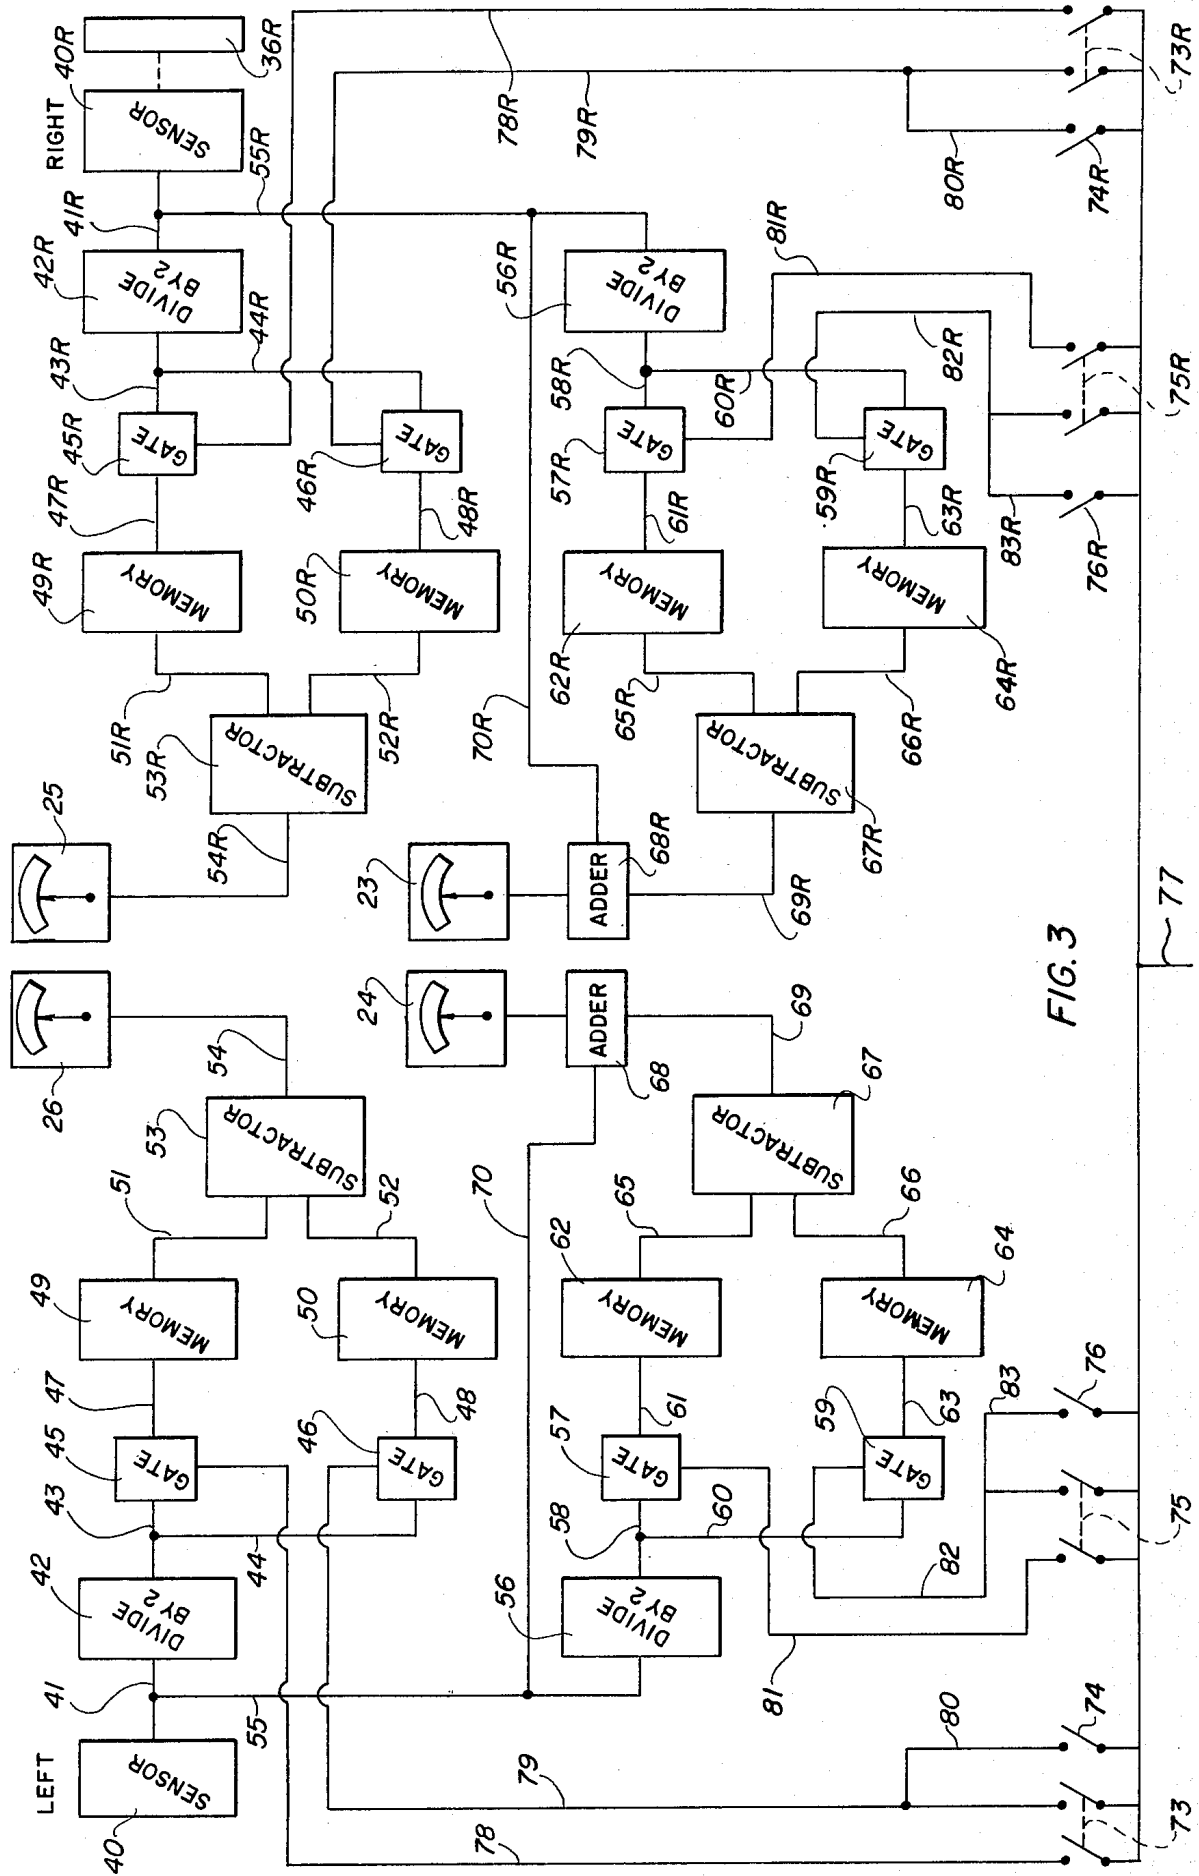 LEFT
RIGHT
40
SENSOR
41
42
DIVIDE
BY 2
43
44
45
GATE
46
GATE
47
48
49
MEMORY
50
MEMORY
51
52
53
SUBTRACTOR
54
26
25
54R
53R
SUBTRACTOR
51R
52R
49R
MEMORY
50R
MEMORY
47R
48R
45R
GATE
46R
GATE
43R
44R
42R
DIVIDE
BY 2
41R
40R
SENSOR
36R
55
55R
70
70R
56
DIVIDE
BY 2
58
60
57
GATE
59
GATE
61
63
62
MEMORY
64
MEMORY
65
66
67
SUBTRACTOR
69
68
ADDER
24
23
ADDER
68R
69R
67R
SUBTRACTOR
65R
66R
62R
MEMORY
64R
MEMORY
61R
63R
57R
GATE
59R
GATE
58R
60R
56R
DIVIDE
BY 2
78
79
80
81
82
83
73
74
75
76
77
83R
82R
81R
80R
79R
78R
76R
75R
74R
73R
FIG. 3